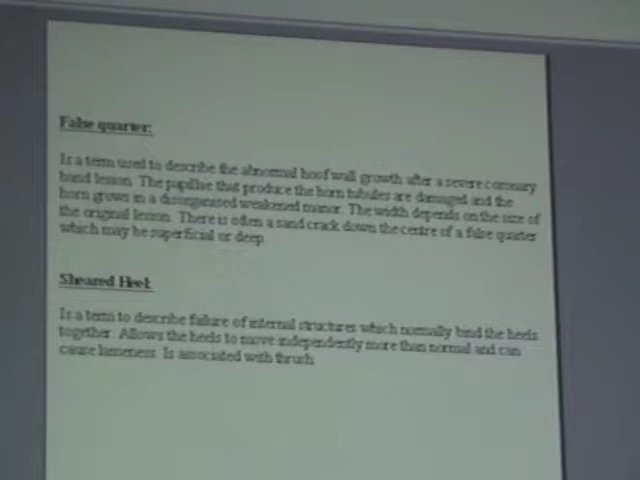 False quarter:
Is a term used to describe the abnormal hoof wall growth after a severe coronary
band lesion. The papillae that produce the horn tubules are damaged and the
horn grows in a disorganised weakened manor. The width depends on the size of
the original lesion. There is often a sand crack down the centre of a false quarter
which may be superficial or deep.
Sheared Heel:
Is a term to describe failure of internal structures which normally bind the heels
together. Allows the heels to move independently more than normal and can
cause lameness. Is associated with thrush.